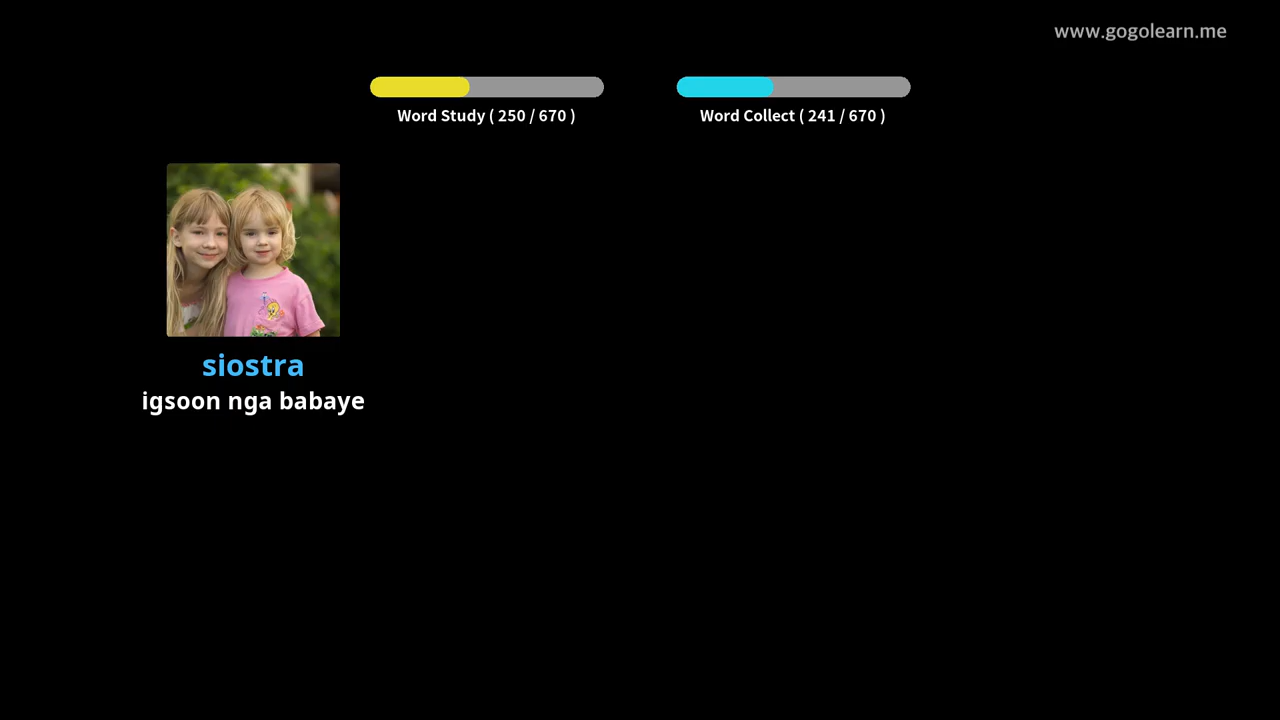 www.gogolearn.me
Word Study ( 250 / 670 )
Word Collect ( 241 / 670 )
siostra
igsoon nga babaye